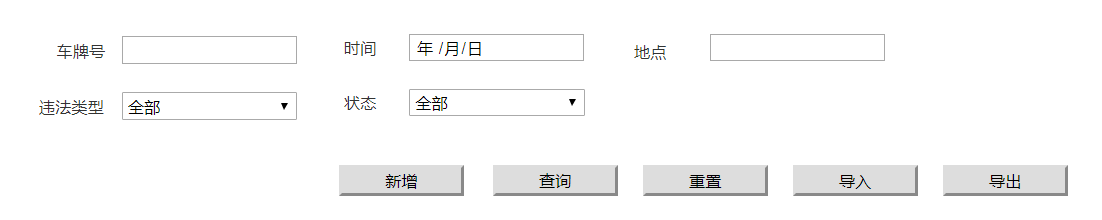 车牌号 时间 年 /月/日 地点
违法类型 全部 状态 全部
新增 查询 重置 导入 导出